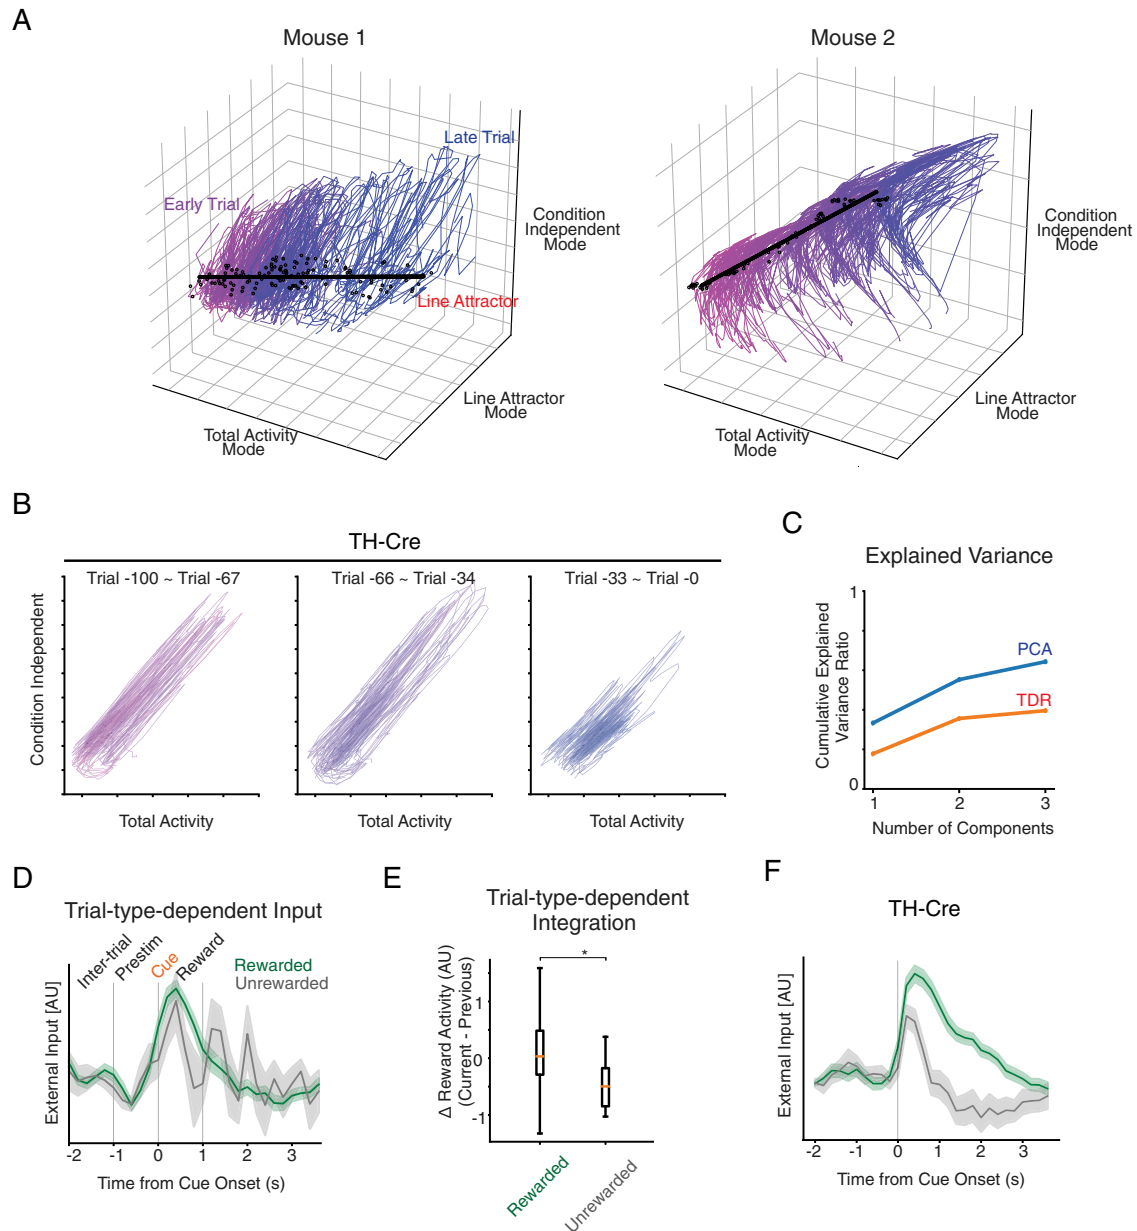 A
Mouse 1
Mouse 2
Late Trial
Early Trial
Condition
Independent
Mode
Line Attractor
Line Attractor
Mode
Total Activity
Mode
Condition
Independent
Mode
Line Attractor
Mode
Total Activity
Mode
B
TH-Cre
Trial -100 ~ Trial -67
Trial -66 ~ Trial -34
Trial -33 ~ Trial -0
Condition Independent
Total Activity
Total Activity
Total Activity
C
Explained Variance
Cumulative Explained
Variance Ratio
1
0
PCA
TDR
1 2 3
Number of Components
D
Trial-type-dependent Input
Inter-trial
Prestim
Cue
Reward
Rewarded
Unrewarded
External Input [AU]
-2 -1 0 1 2 3
Time from Cue Onset (s)
E
Trial-type-dependent
Integration
*
Δ Reward Activity (AU)
(Current - Previous)
1
0
-1
Rewarded
Unrewarded
F
TH-Cre
External Input [AU]
-2 -1 0 1 2 3
Time from Cue Onset (s)